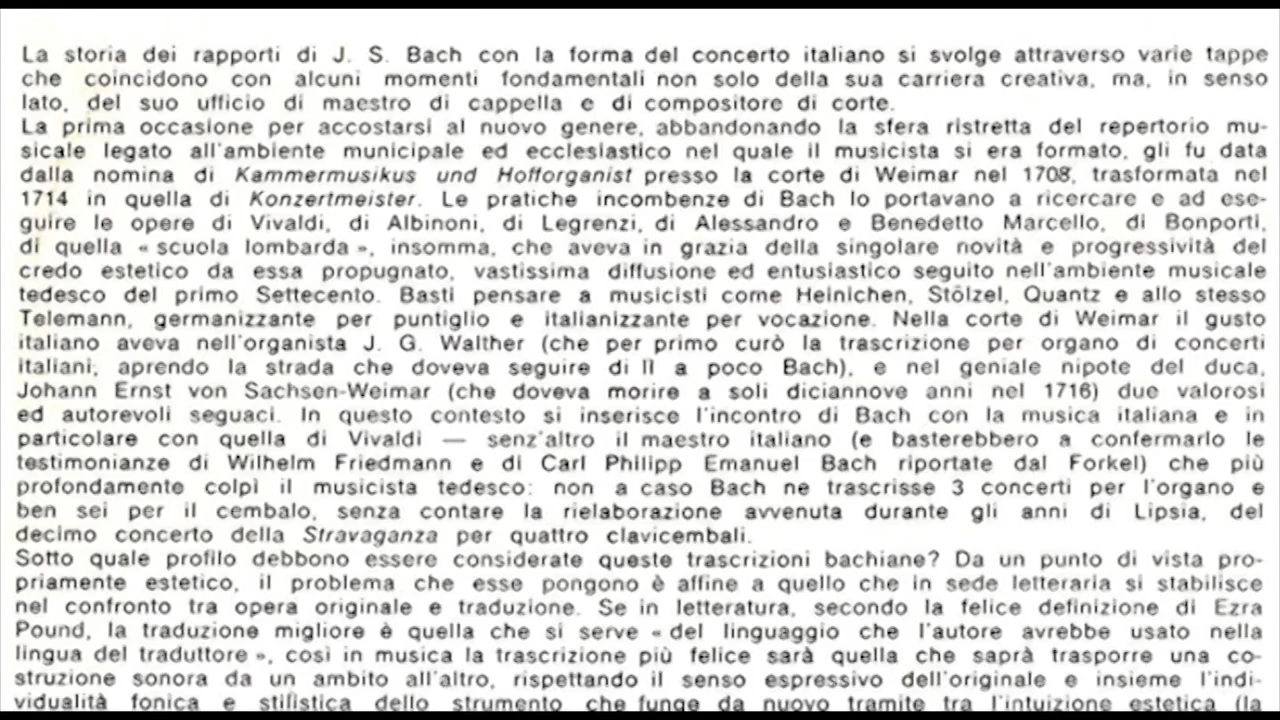 La storia dei rapporti di J. S. Bach con la forma del concerto italiano si svolge attraverso varie tappe
che coincidono con alcuni momenti fondamentali non solo della sua carriera creativa, ma, in senso
lato, del suo ufficio di maestro di cappella e di compositore di corte.
La prima occasione per accostarsi al nuovo genere, abbandonando la sfera ristretta del repertorio mu-
sicale legato all'ambiente municipale ed ecclesiastico nel quale il musicista si era formato, gli fu data
dalla nomina di Kammermusikus und Hofforganist presso la corte di Weimar nel 1708, trasformata nel
1714 in quella di Konzertmeister. Le pratiche incombenze di Bach lo portavano a ricercare e ad ese-
guire le opere di Vivaldi, di Albinoni, di Legrenzi, di Alessandro e Benedetto Marcello, di Bonporti,
di quella « scuola lombarda », insomma, che aveva in grazia della singolare novità e progressività del
credo estetico da essa propugnato, vastissima diffusione ed entusiastico seguito nell'ambiente musicale
tedesco del primo Settecento. Basti pensare a musicisti come Heinichen, Stölzel, Quantz e allo stesso
Telemann, germanizzante per puntiglio e italianizzante per vocazione. Nella corte di Weimar il gusto
italiano aveva nell'organista J. G. Walther (che per primo curò la trascrizione per organo di concerti
italiani, aprendo la strada che doveva seguire di lì a poco Bach), e nel geniale nipote del duca,
Johann Ernst von Sachsen-Weimar (che doveva morire a soli diciannove anni nel 1716) due valorosi
ed autorevoli seguaci. In questo contesto si inserisce l'incontro di Bach con la musica italiana e in
particolare con quella di Vivaldi — senz'altro il maestro italiano (e basterebbero a confermarlo le
testimonianze di Wilhelm Friedmann e di Carl Philipp Emanuel Bach riportate dal Forkel) che più
profondamente colpì il musicista tedesco: non a caso Bach ne trascrisse 3 concerti per l'organo e
ben sei per il cembalo, senza contare la rielaborazione avvenuta durante gli anni di Lipsia, del
decimo concerto della Stravaganza per quattro clavicembali.
Sotto quale profilo debbono essere considerate queste trascrizioni bachiane? Da un punto di vista pro-
priamente estetico, il problema che esse pongono è affine a quello che in sede letteraria si stabilisce
nel confronto tra opera originale e traduzione. Se in letteratura, secondo la felice definizione di Ezra
Pound, la traduzione migliore è quella che si serve « del linguaggio che l'autore avrebbe usato nella
lingua del traduttore », così in musica la trascrizione più felice sarà quella che saprà trasporre una co-
struzione sonora da un ambito all'altro, rispettando il senso espressivo dell'originale e insieme l'indi-
vidualità fonica e stilistica dello strumento che funge da nuovo tramite tra l'intuizione estetica (la